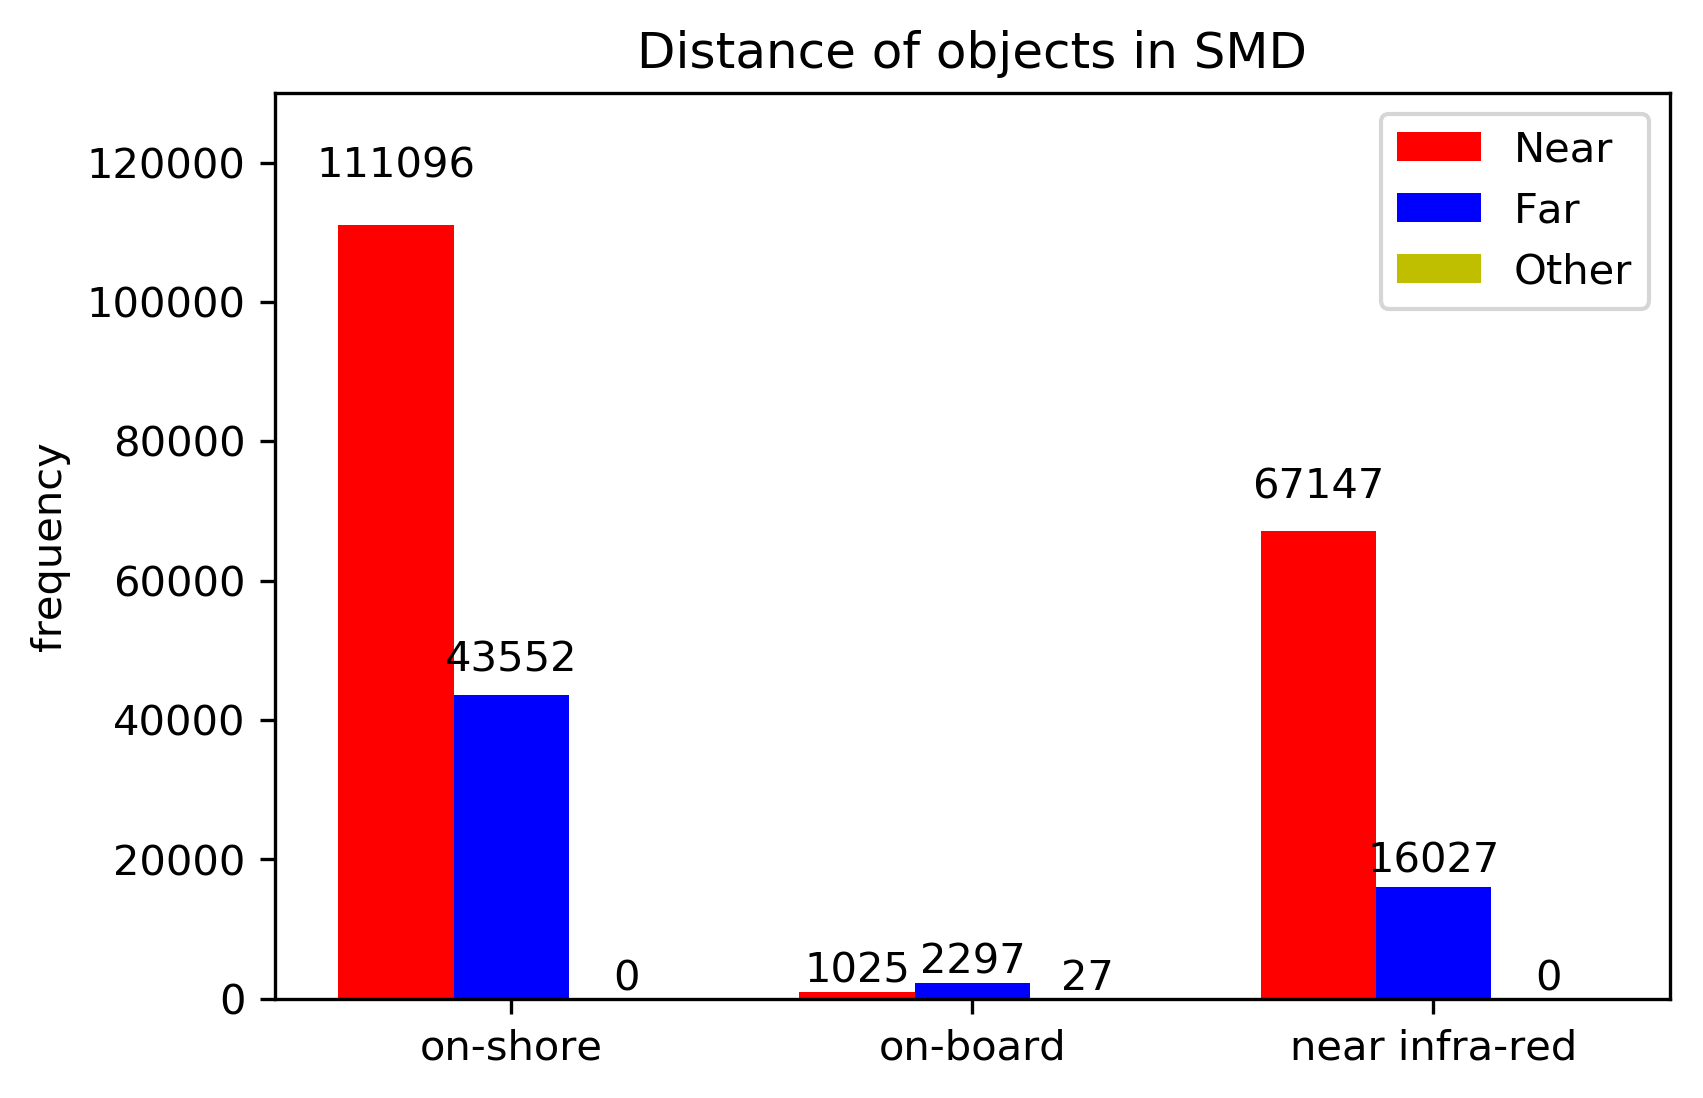 Distance of objects in SMD
frequency
120000
100000
80000
60000
40000
20000
0
111096
43552
0
1025
2297
27
67147
16027
0
on-shore
on-board
near infra-red
Near
Far
Other